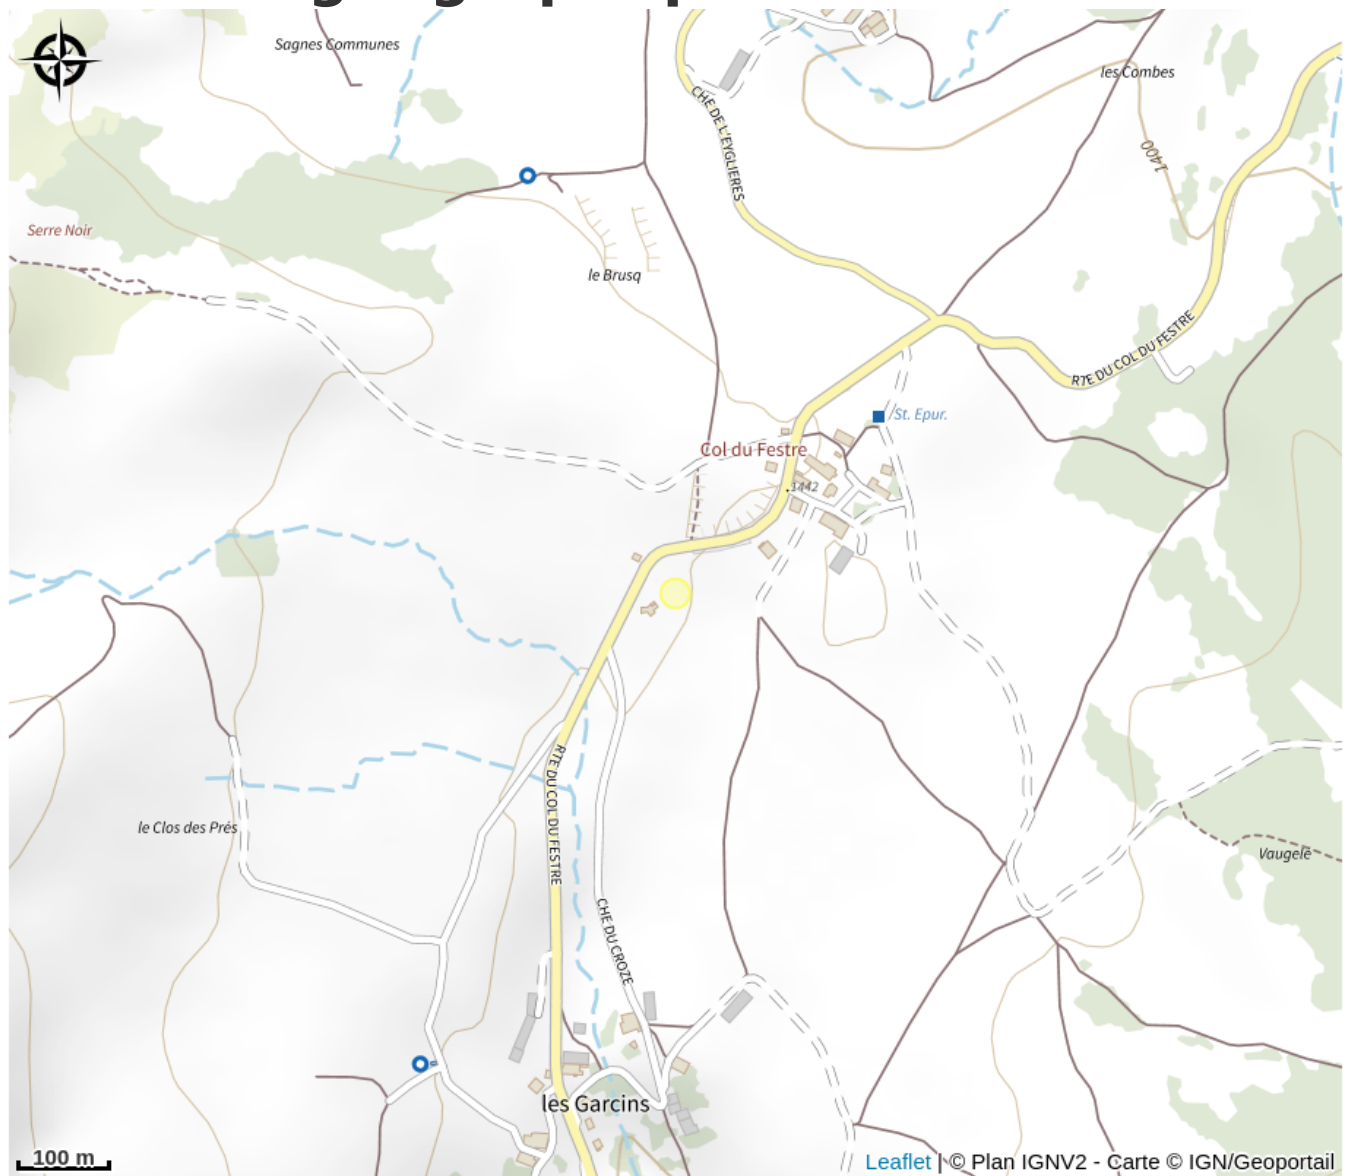 Sagnes Communes
les Combes
CHE DE L'EYGLIERES
1400
Serre Noir
le Brusq
RTE DU COL DU FESTRE
St. Epur.
Col du Festre
1442
RTE DU COL DU FESTRE
le Clos des Prés
Vaugelé
CHE DU CROZE
les Garcins
100 m
Leaflet | © Plan IGNV2 - Carte © IGN/Geoportail